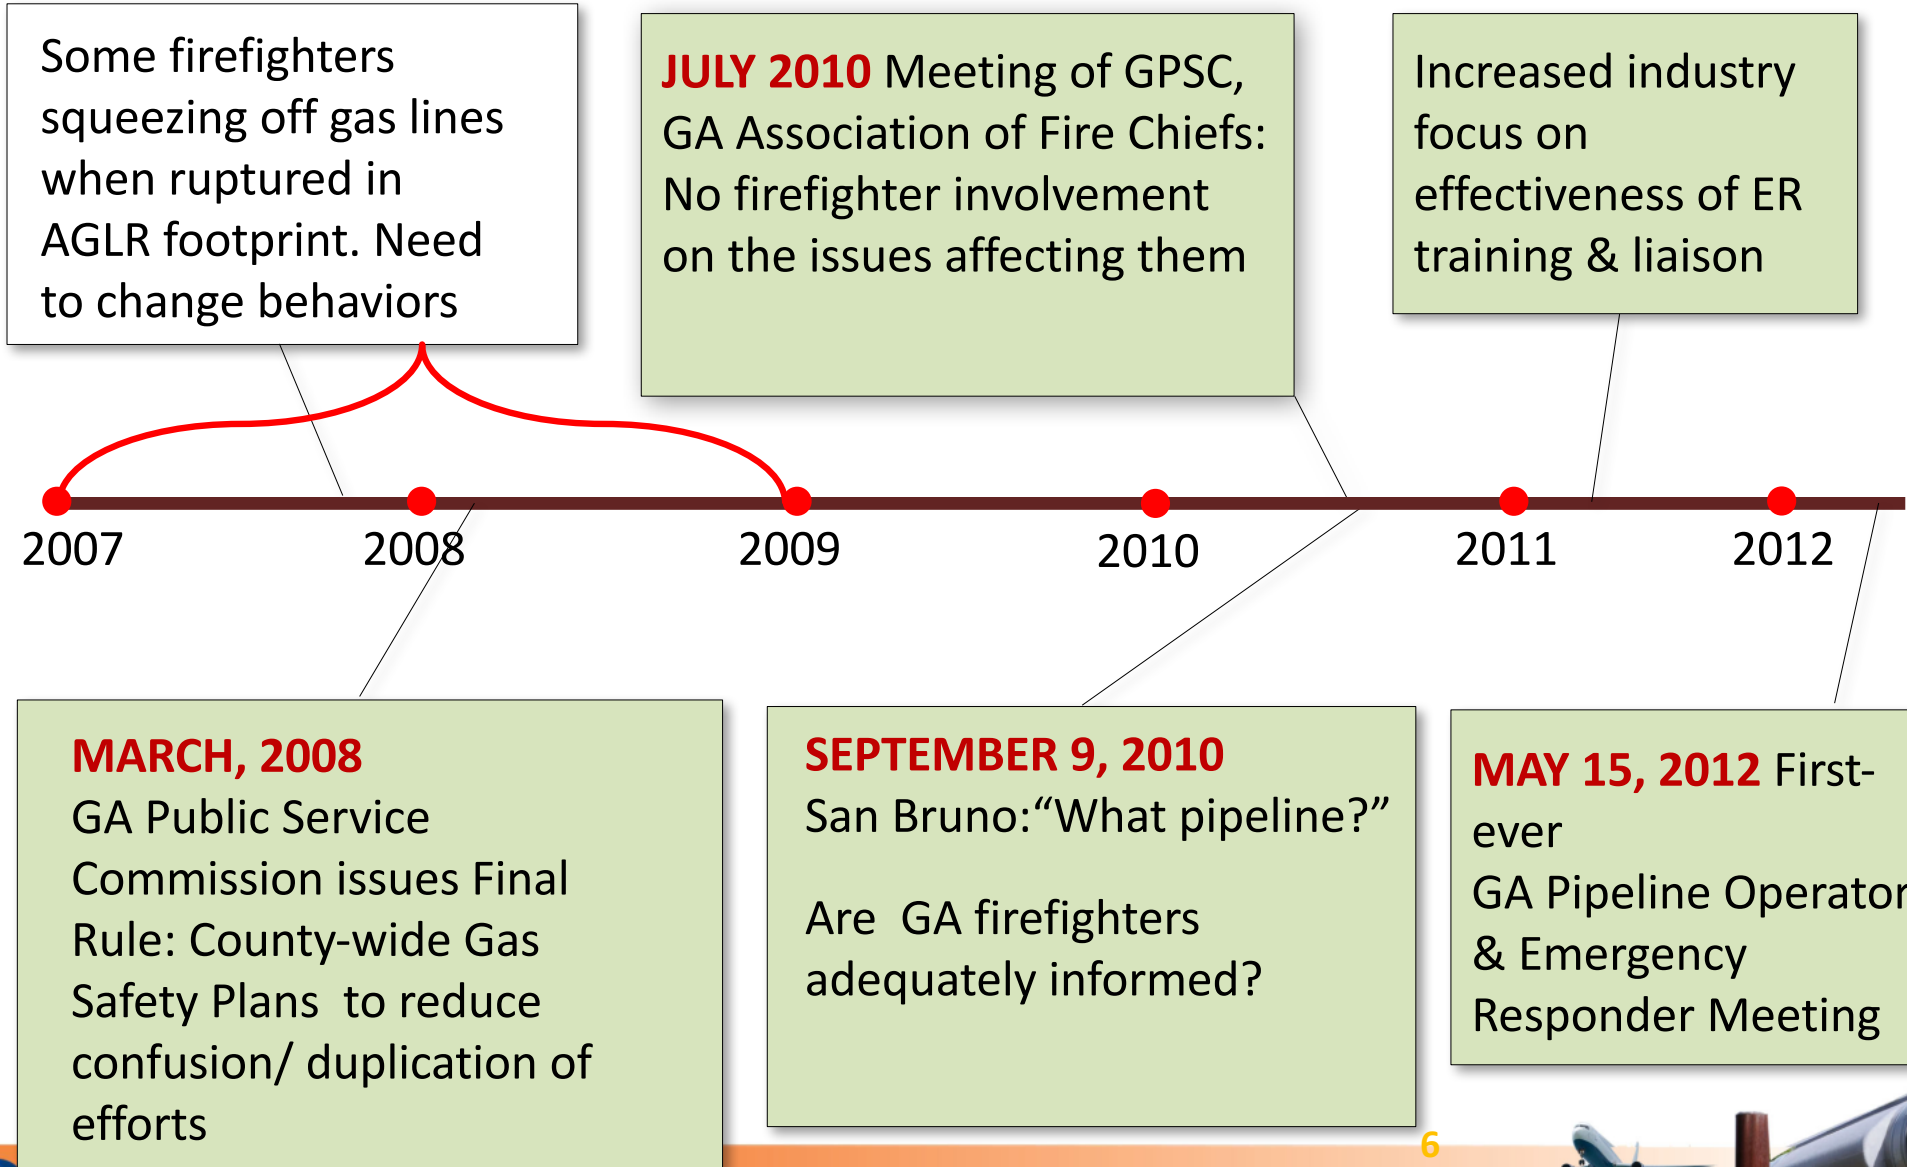 Some firefighters
squeezing off gas lines
when ruptured in
AGLR footprint. Need
to change behaviors
JULY 2010 Meeting of GPSC,
GA Association of Fire Chiefs:
No firefighter involvement
on the issues affecting them
Increased industry
focus on
effectiveness of ER
training & liaison
2007
2008
2009
2010
2011
2012
MARCH, 2008
GA Public Service
Commission issues Final
Rule: County-wide Gas
Safety Plans  to reduce
confusion/ duplication of
efforts
SEPTEMBER 9, 2010
San Bruno:“What pipeline?”
Are  GA firefighters
adequately informed?
MAY 15, 2012 First-
ever
GA Pipeline Operator
& Emergency
Responder Meeting
6